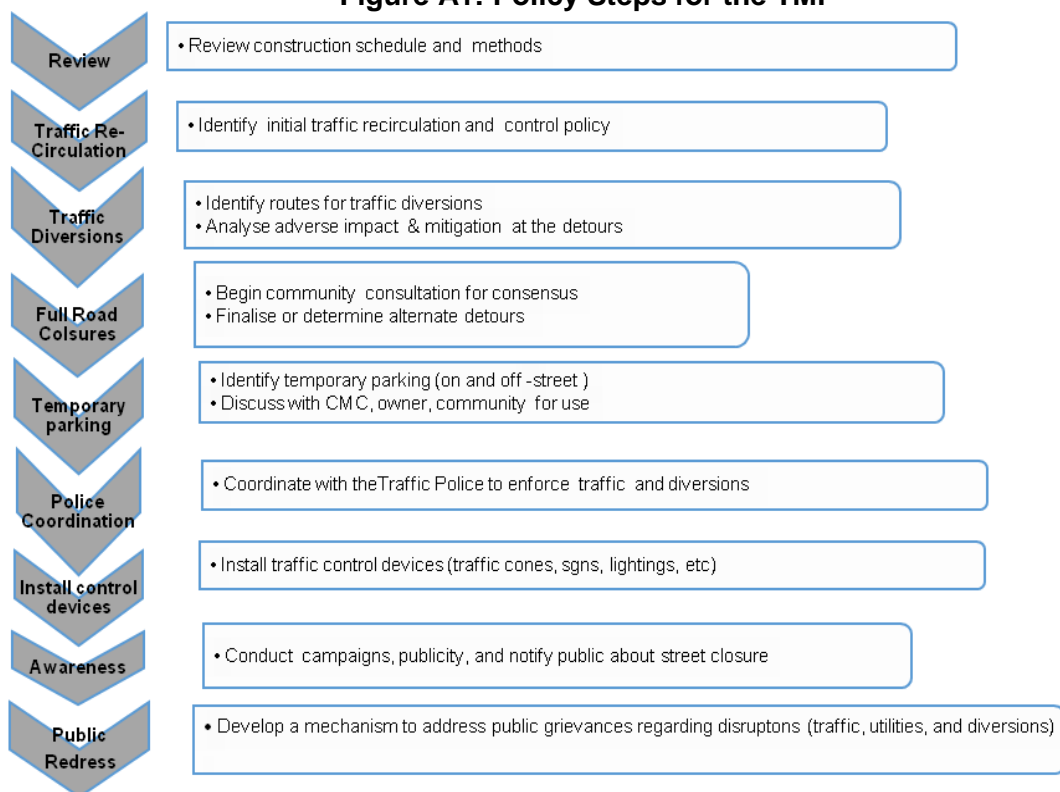 Figure A1: Policy Steps for the TMP
Review
• Review construction schedule and methods
Traffic Re-
Circulation
• Identify initial traffic recirculation and control policy
Traffic
Diversions
• Identify routes for traffic diversions
• Analyse adverse impact & mitigation at the detours
Full Road
Colsures
• Begin community consultation for consensus
• Finalise or determine alternate detours
Temporary
parking
• Identify temporary parking (on and off -street )
• Discuss with CMC, owner, community for use
Police
Coordination
• Coordinate with theTraffic Police to enforce traffic and diversions
Install control
devices
• Install traffic control devices (traffic cones, sgns, lightings, etc)
Awareness
• Conduct campaigns, publicity, and notify public about street closure
Public
Redress
• Develop a mechanism to address public grievances regarding disruptons (traffic, utilities, and diversions)